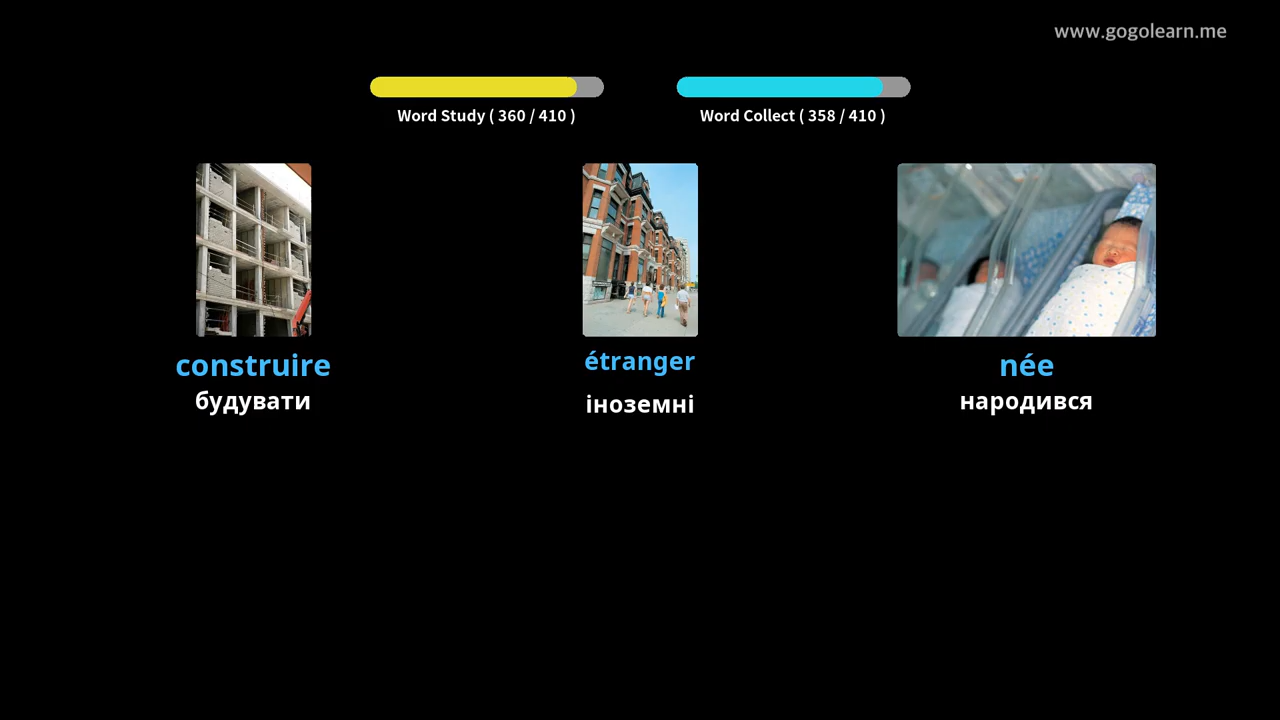 www.gogolearn.me
Word Study ( 360 / 410 )
Word Collect ( 358 / 410 )
construire
étranger
née
будувати
іноземні
народився